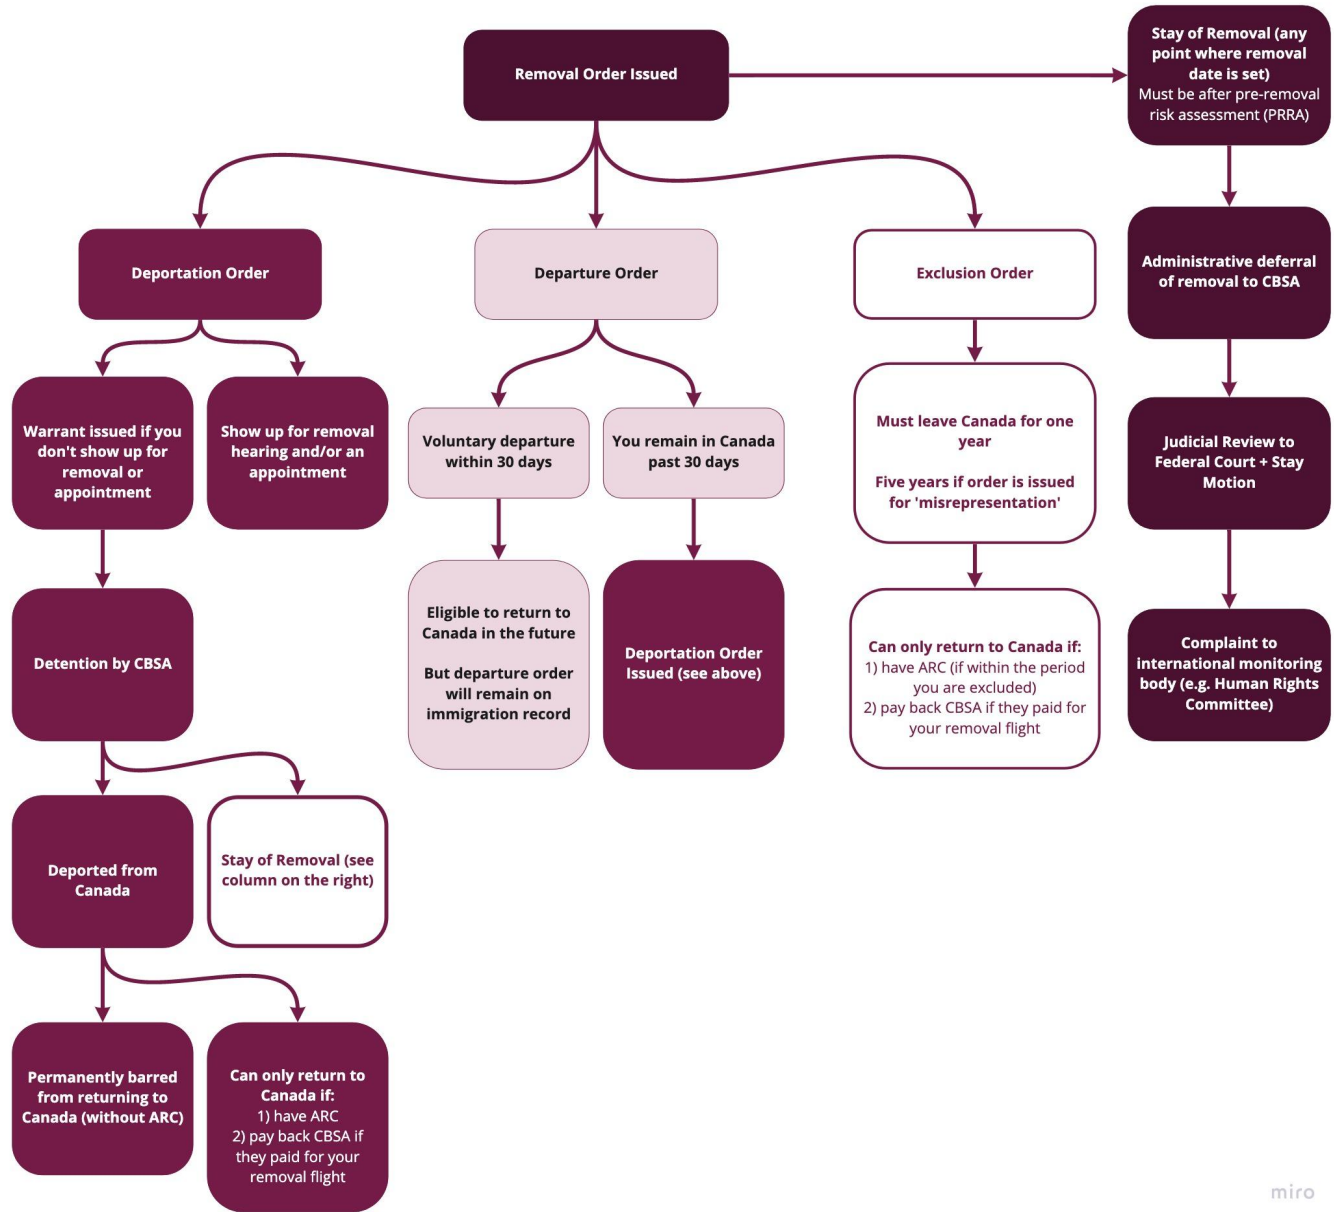 Removal Order Issued
Stay of Removal (any
point where removal
date is set)
Must be after pre-removal
risk assessment (PRRA)
Deportation Order
Departure Order
Exclusion Order
Administrative deferral
of removal to CBSA
Warrant issued if you
don't show up for
removal or
appointment
Show up for removal
hearing and/or an
appointment
Voluntary departure
within 30 days
You remain in Canada
past 30 days
Must leave Canada for one
year
Five years if order is issued
for 'misrepresentation'
Judicial Review to
Federal Court + Stay
Motion
Detention by CBSA
Eligible to return to
Canada in the future
But departure order
will remain on
immigration record
Deportation Order
Issued (see above)
Can only return to Canada if:
1) have ARC (if within the period
you are excluded)
2) pay back CBSA if they paid for
your removal flight
Complaint to
international monitoring
body (e.g. Human Rights
Committee)
Deported from
Canada
Stay of Removal (see
column on the right)
Permanently barred
from returning to
Canada (without ARC)
Can only return to
Canada if:
1) have ARC
2) pay back CBSA if
they paid for your
removal flight
miro